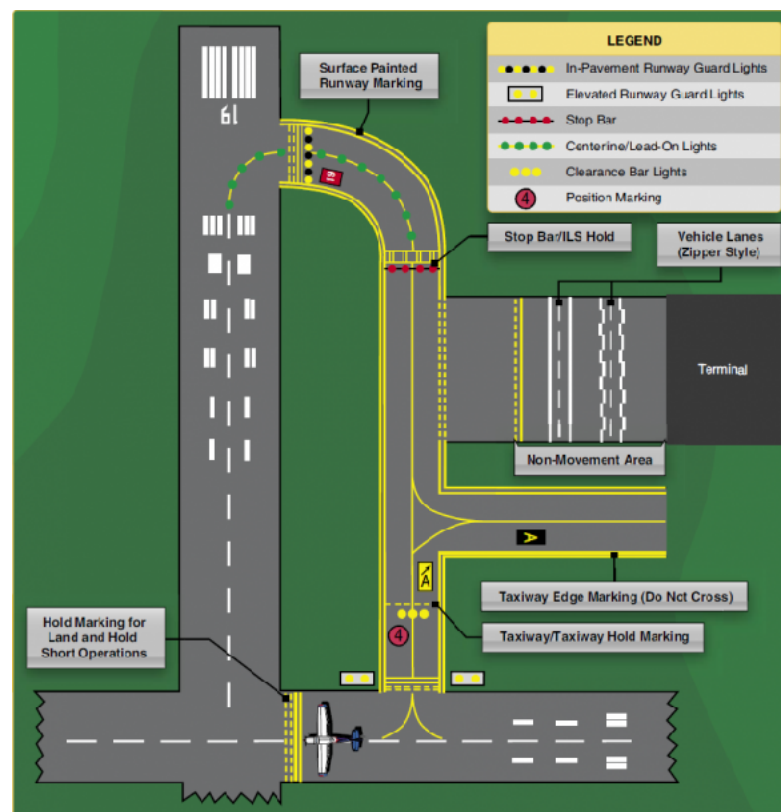 LEGEND
In-Pavement Runway Guard Lights
Elevated Runway Guard Lights
Stop Bar
Centerine/Lead-On Lights
Clearance Bar Lights
4
Position Marking
Surface Painted
Runway Marking
19
19
Stop Bar/ILS Hold
Vehicle Lanes
(Zipper Style)
Terminal
Non-Movement Area
A
A
Taxiway Edge Marking (Do Not Cross)
Taxiway/Taxiway Hold Marking
4
Hold Marking for
Land and Hold
Short Operations